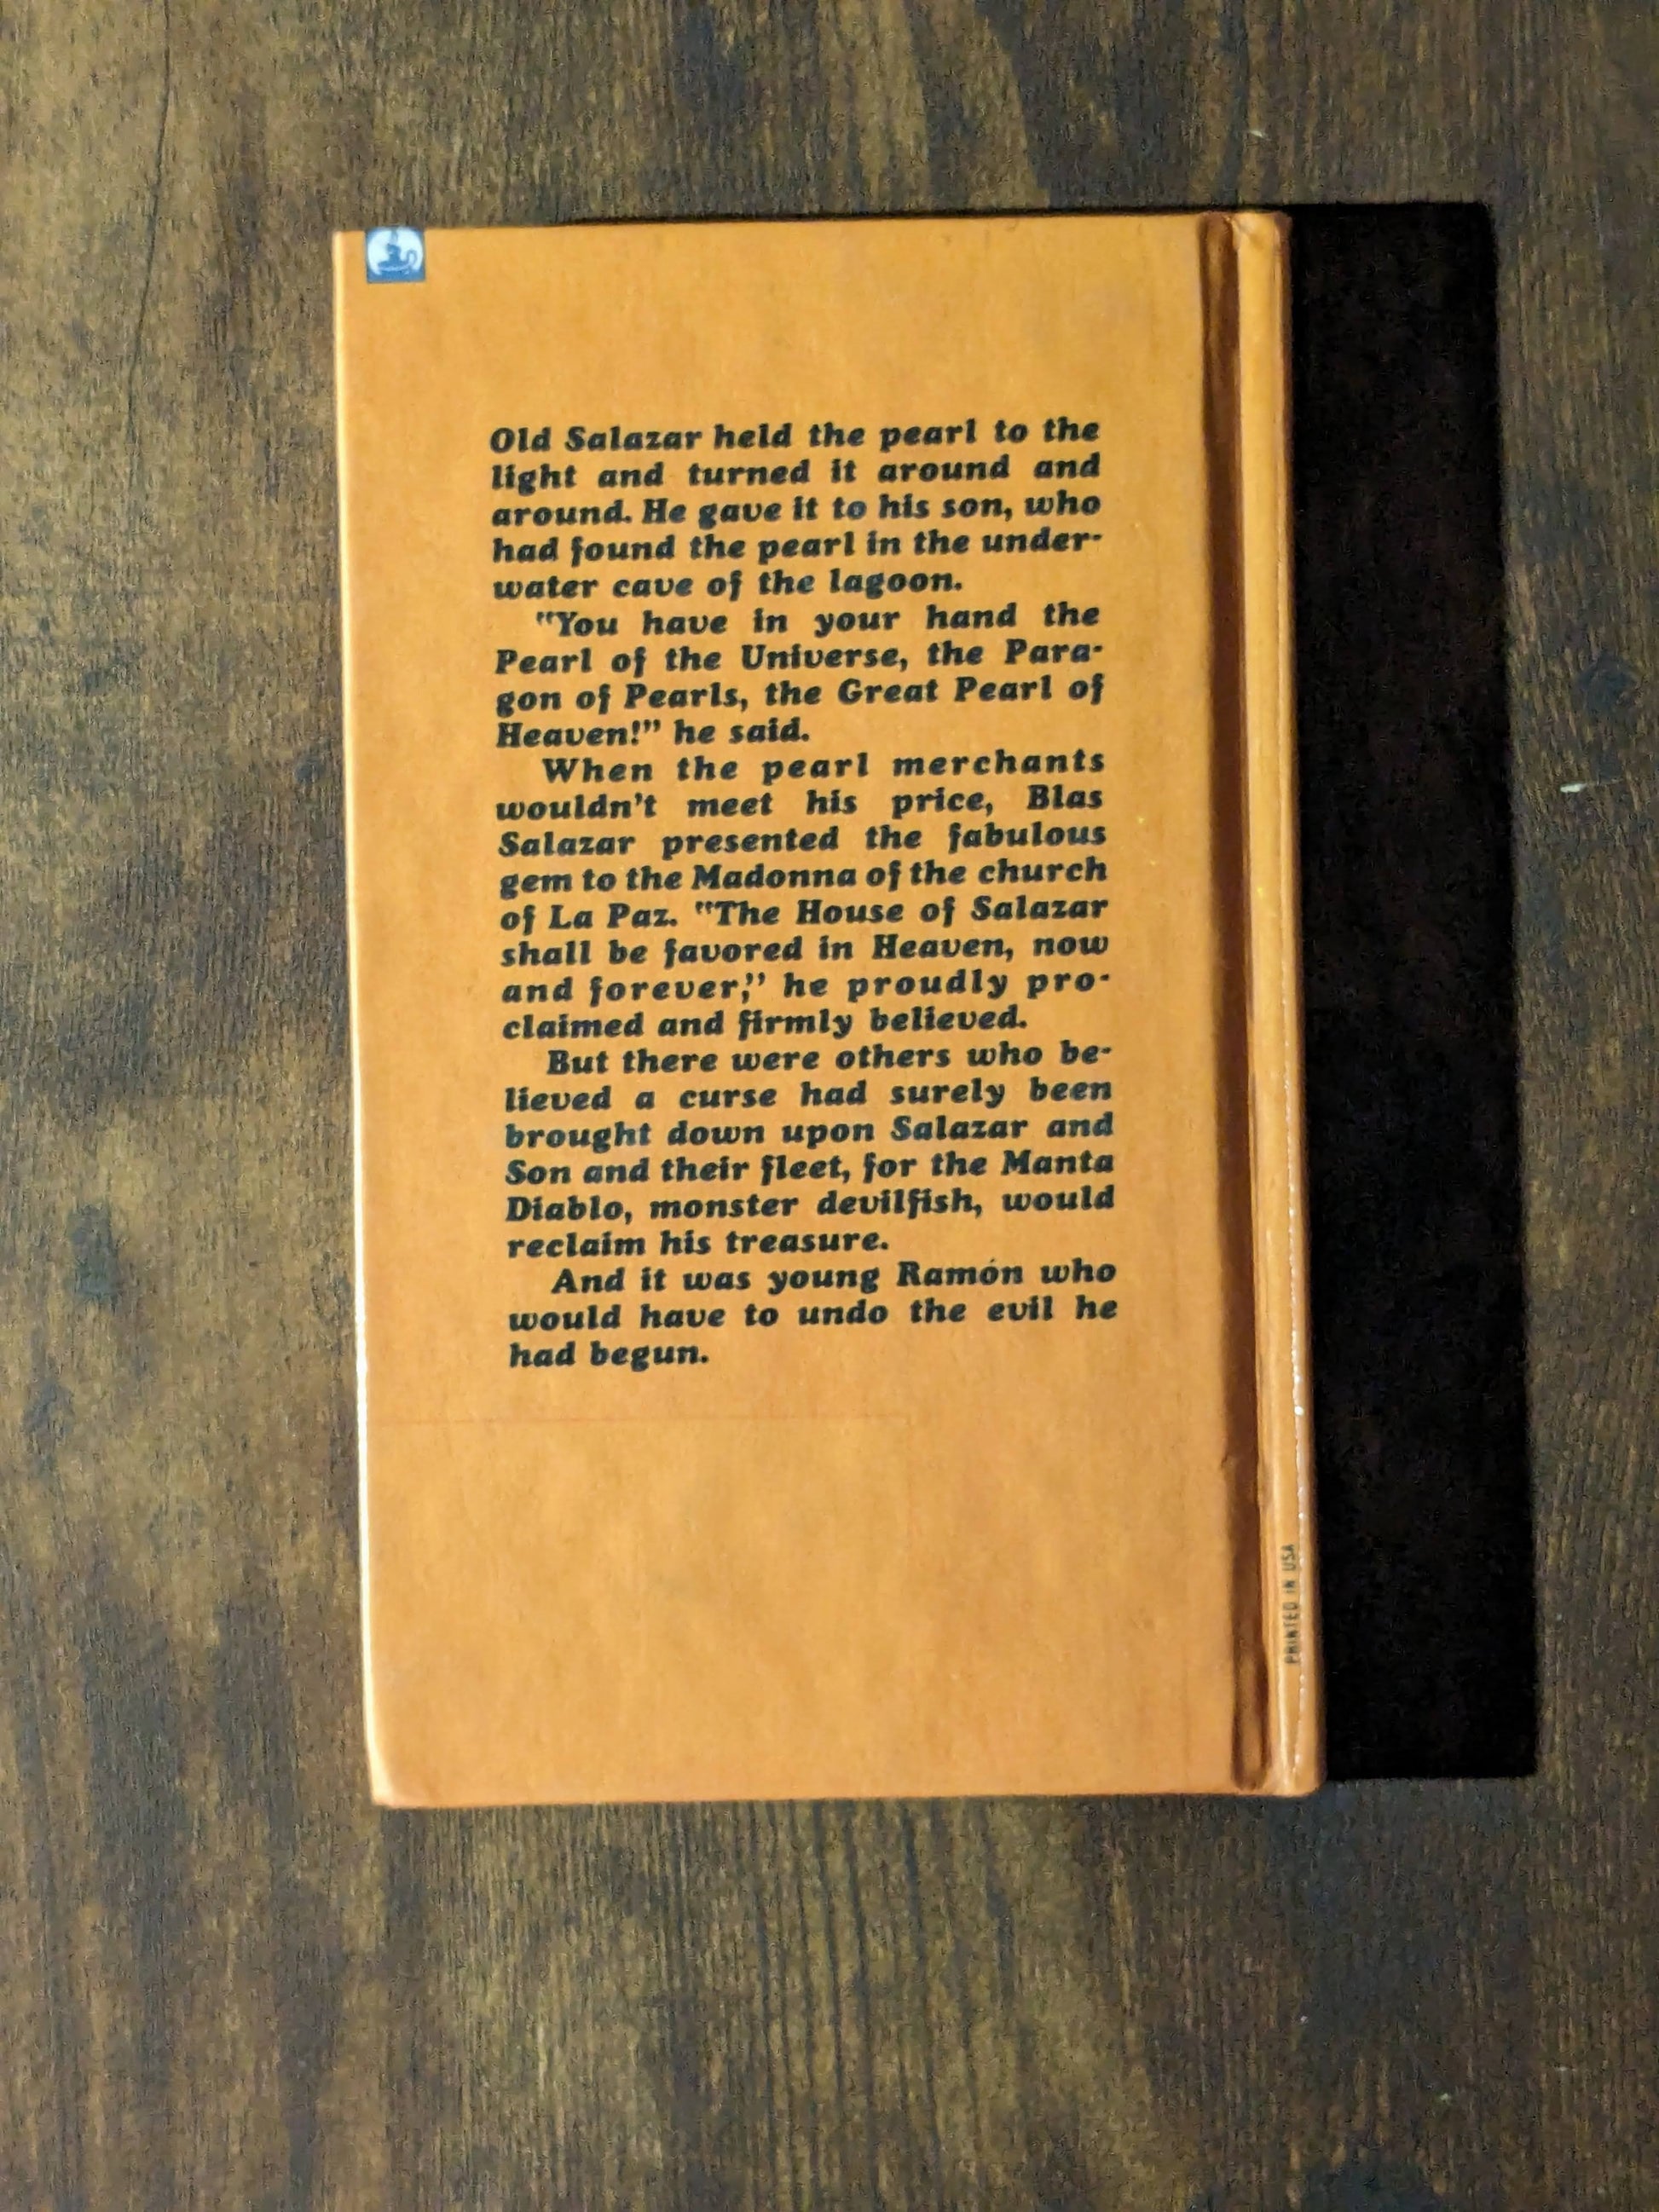 Old Salazar held the pearl to the
light and turned it around and
around. He gave it to his son, who
had found the pearl in the under-
water cave of the lagoon.
"You have in your hand the
Pearl of the Universe, the Para-
gon of Pearls, the Great Pearl of
Heaven!" he said.
When the pearl merchants
wouldn't meet his price, Blas
Salazar presented the fabulous
gem to the Madonna of the church
of La Paz. "The House of Salazar
shall be favored in Heaven, now
and forever," he proudly pro-
claimed and firmly believed.
But there were others who be-
lieved a curse had surely been
brought down upon Salazar and
Son and their fleet, for the Manta
Diablo, monster devilfish, would
reclaim his treasure.
And it was young Ramón who
would have to undo the evil he
had begun.
PRINTED IN USA